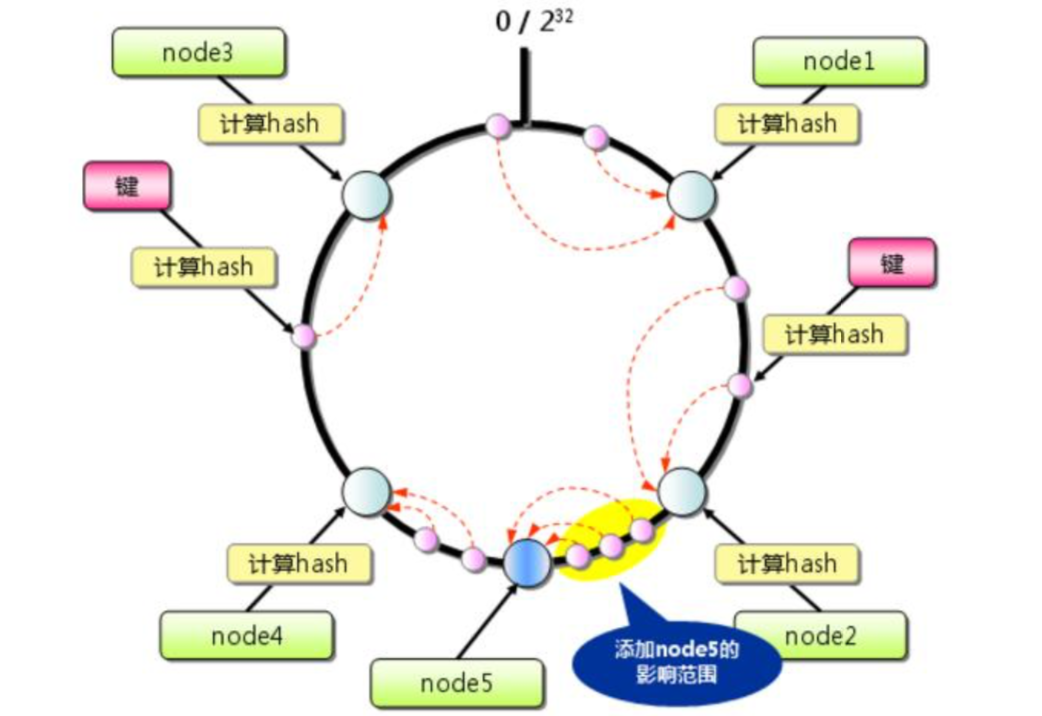 0 / 2³²
node3
node1
计算hash
计算hash
键
计算hash
键
计算hash
计算hash
计算hash
node4
node2
添加node5的
影响范围
node5